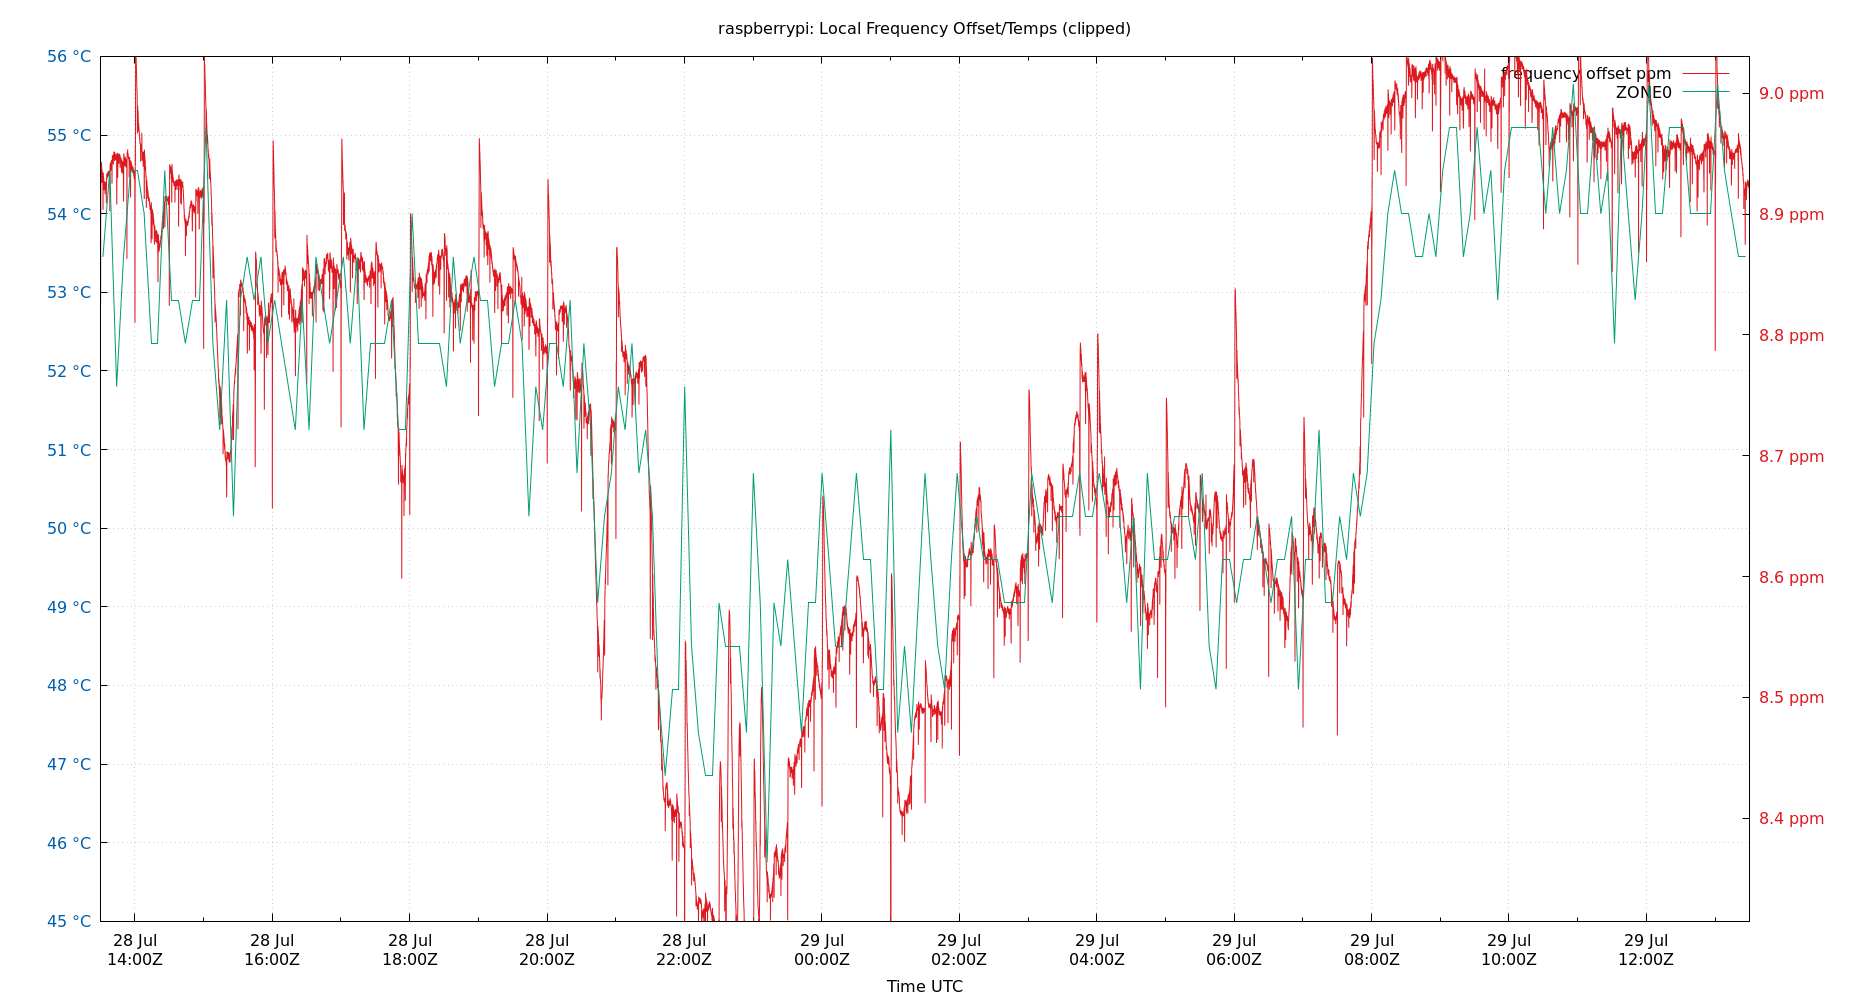 raspberrypi: Local Frequency Offset/Temps (clipped)
56 °C
55 °C
54 °C
53 °C
52 °C
51 °C
50 °C
49 °C
48 °C
47 °C
46 °C
45 °C
frequency offset ppm
ZONE0
9.0 ppm
8.9 ppm
8.8 ppm
8.7 ppm
8.6 ppm
8.5 ppm
8.4 ppm
28 Jul 28 Jul 28 Jul 28 Jul 28 Jul 29 Jul 29 Jul 29 Jul 29 Jul 29 Jul 29 Jul 29 Jul
14:00Z 16:00Z 18:00Z 20:00Z 22:00Z 00:00Z 02:00Z 04:00Z 06:00Z 08:00Z 10:00Z 12:00Z
Time UTC